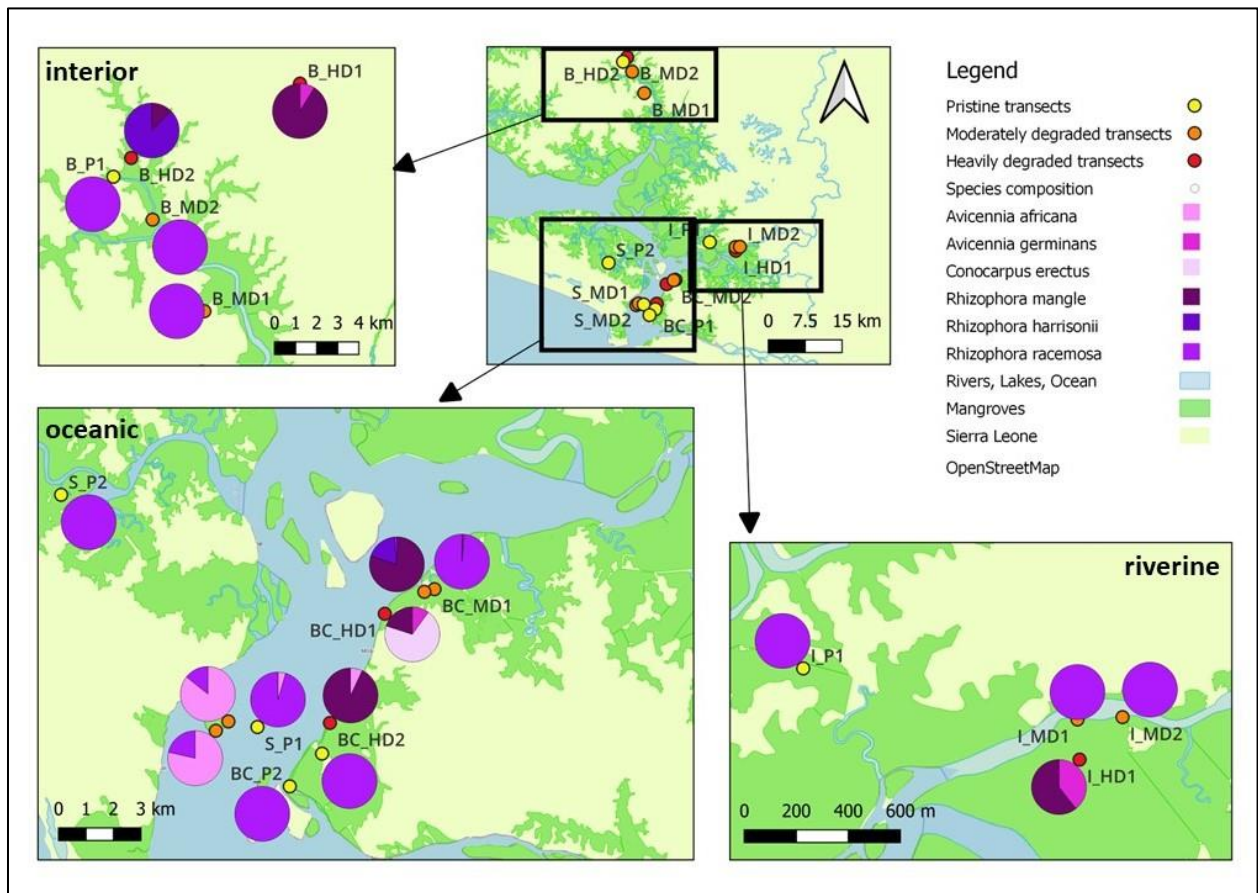 interior
B_HD1
B_P1
B_HD2
B_MD2
B_MD1
0 1 2 3 4 km
B_HD2
B_MD2
B_MD1
S_P2
I_MD2
I_HD1
S_MD1
BC_MD2
S_MD2
BC_P1
0 7.5 15 km
Legend
Pristine transects
Moderately degraded transects
Heavily degraded transects
Species composition
Avicennia africana
Avicennia germinans
Conocarpus erectus
Rhizophora mangle
Rhizophora harrisonii
Rhizophora racemosa
Rivers, Lakes, Ocean
Mangroves
Sierra Leone
OpenStreetMap
oceanic
S_P2
BC_MD1
BC_HD1
S_P1
BC_HD2
BC_P2
0 1 2 3 km
riverine
I_P1
I_MD1
I_MD2
I_HD1
0 200 400 600 m